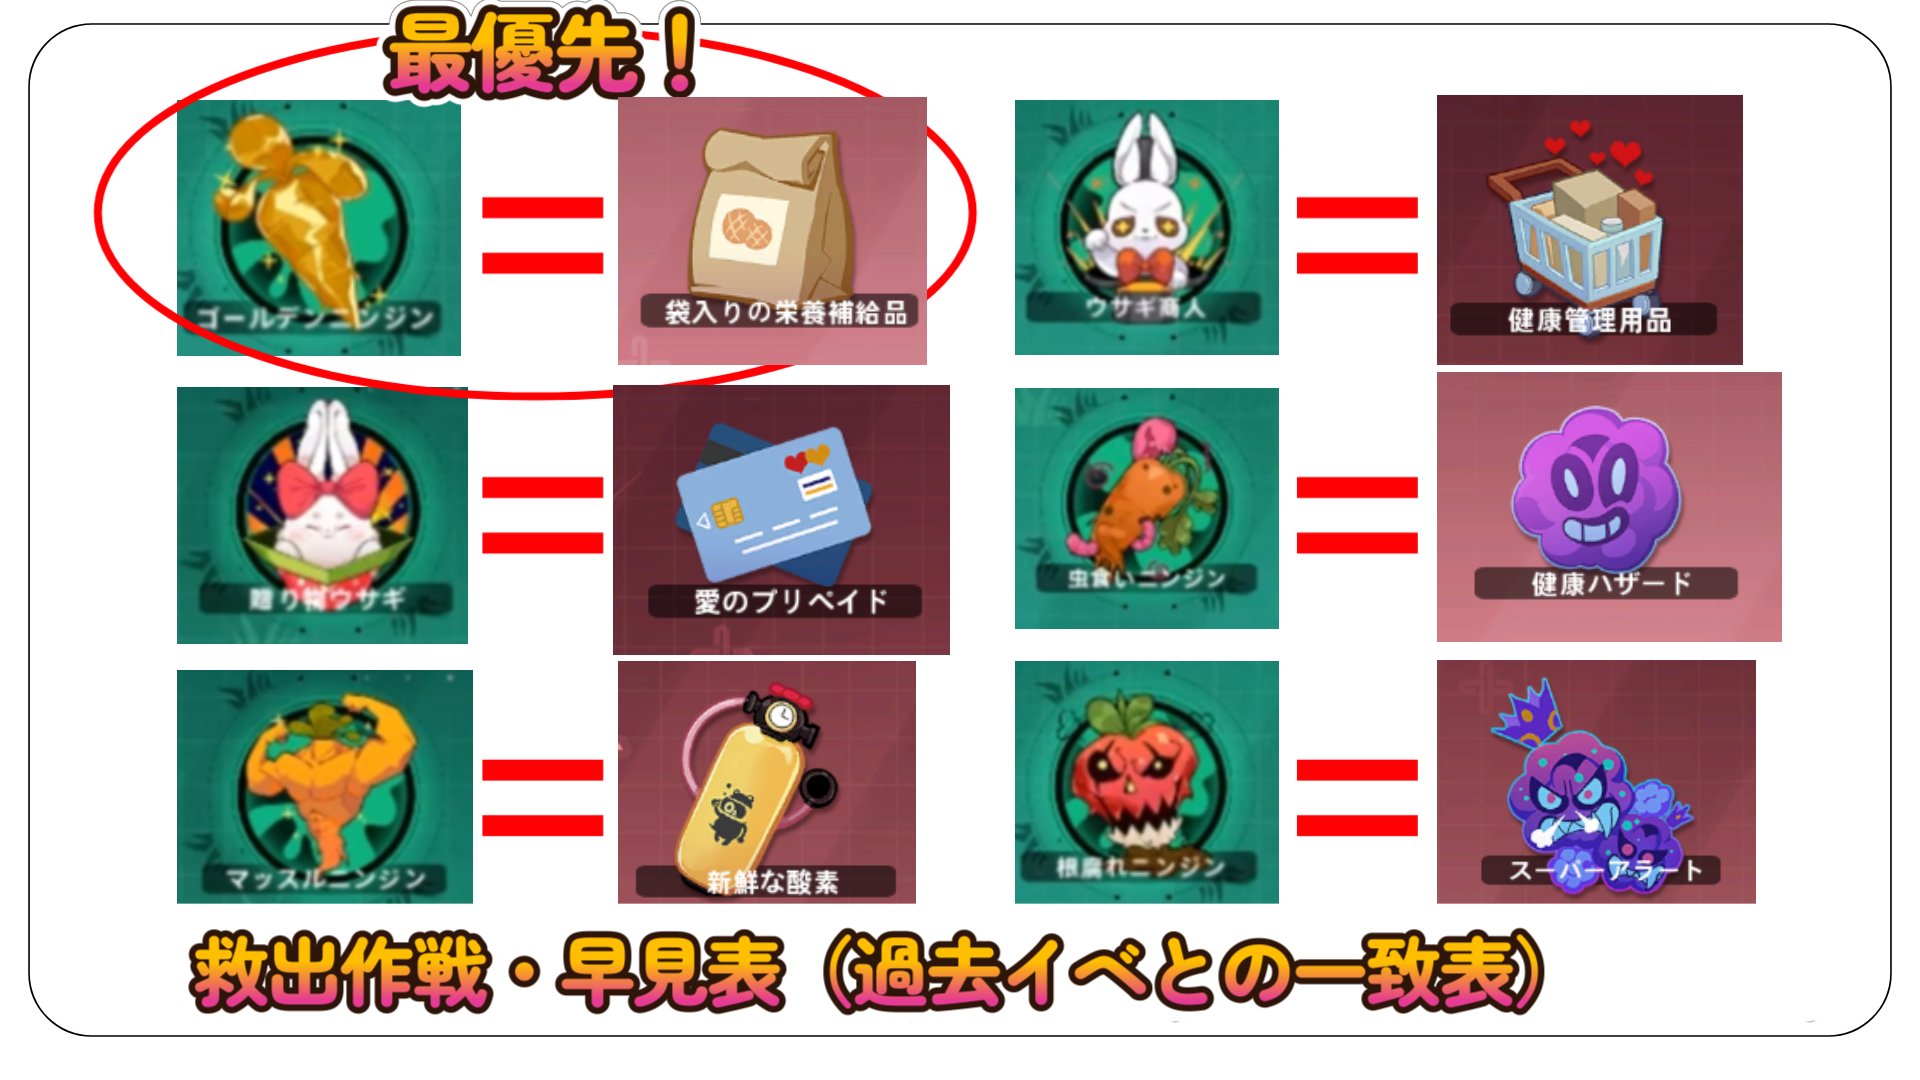 最優先！
ゴールデンニンジン
袋入りの栄養補給品
ウサギ商人
健康管理用品
贈り物ウサギ
愛のプリペイド
虫食いニンジン
健康ハザード
マッスルニンジン
新鮮な酸素
根腐れニンジン
スーパーアラート
救出作戦・早見表（過去イベとの一致表）